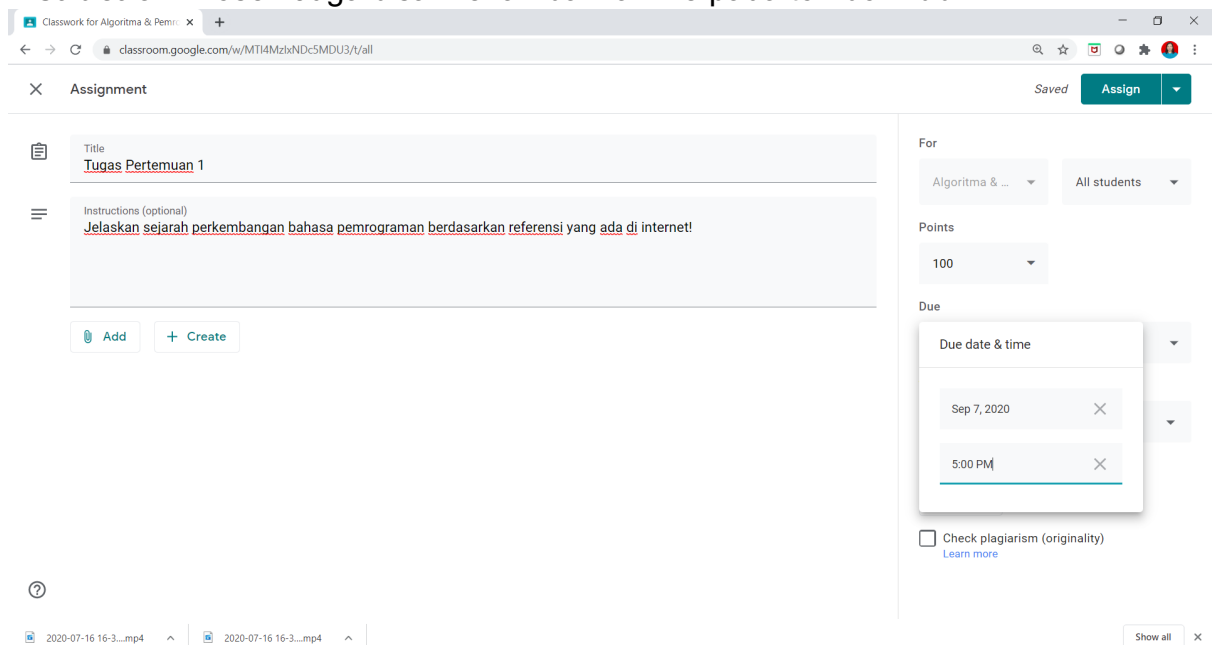 Classwork for Algoritma & Pemro
classroom.google.com/w/MTI4MzIxNDc5MDU3/t/all
Assignment
Saved
Assign
Title
Tugas Pertemuan 1
Instructions (optional)
Jelaskan sejarah perkembangan bahasa pemrograman berdasarkan referensi yang ada di internet!
Add
+ Create
For
Algoritma & ...
All students
Points
100
Due
Due date & time
Sep 7, 2020
5:00 PM
Check plagiarism (originality)
Learn more
2020-07-16 16-3....mp4
2020-07-16 16-3....mp4
Show all